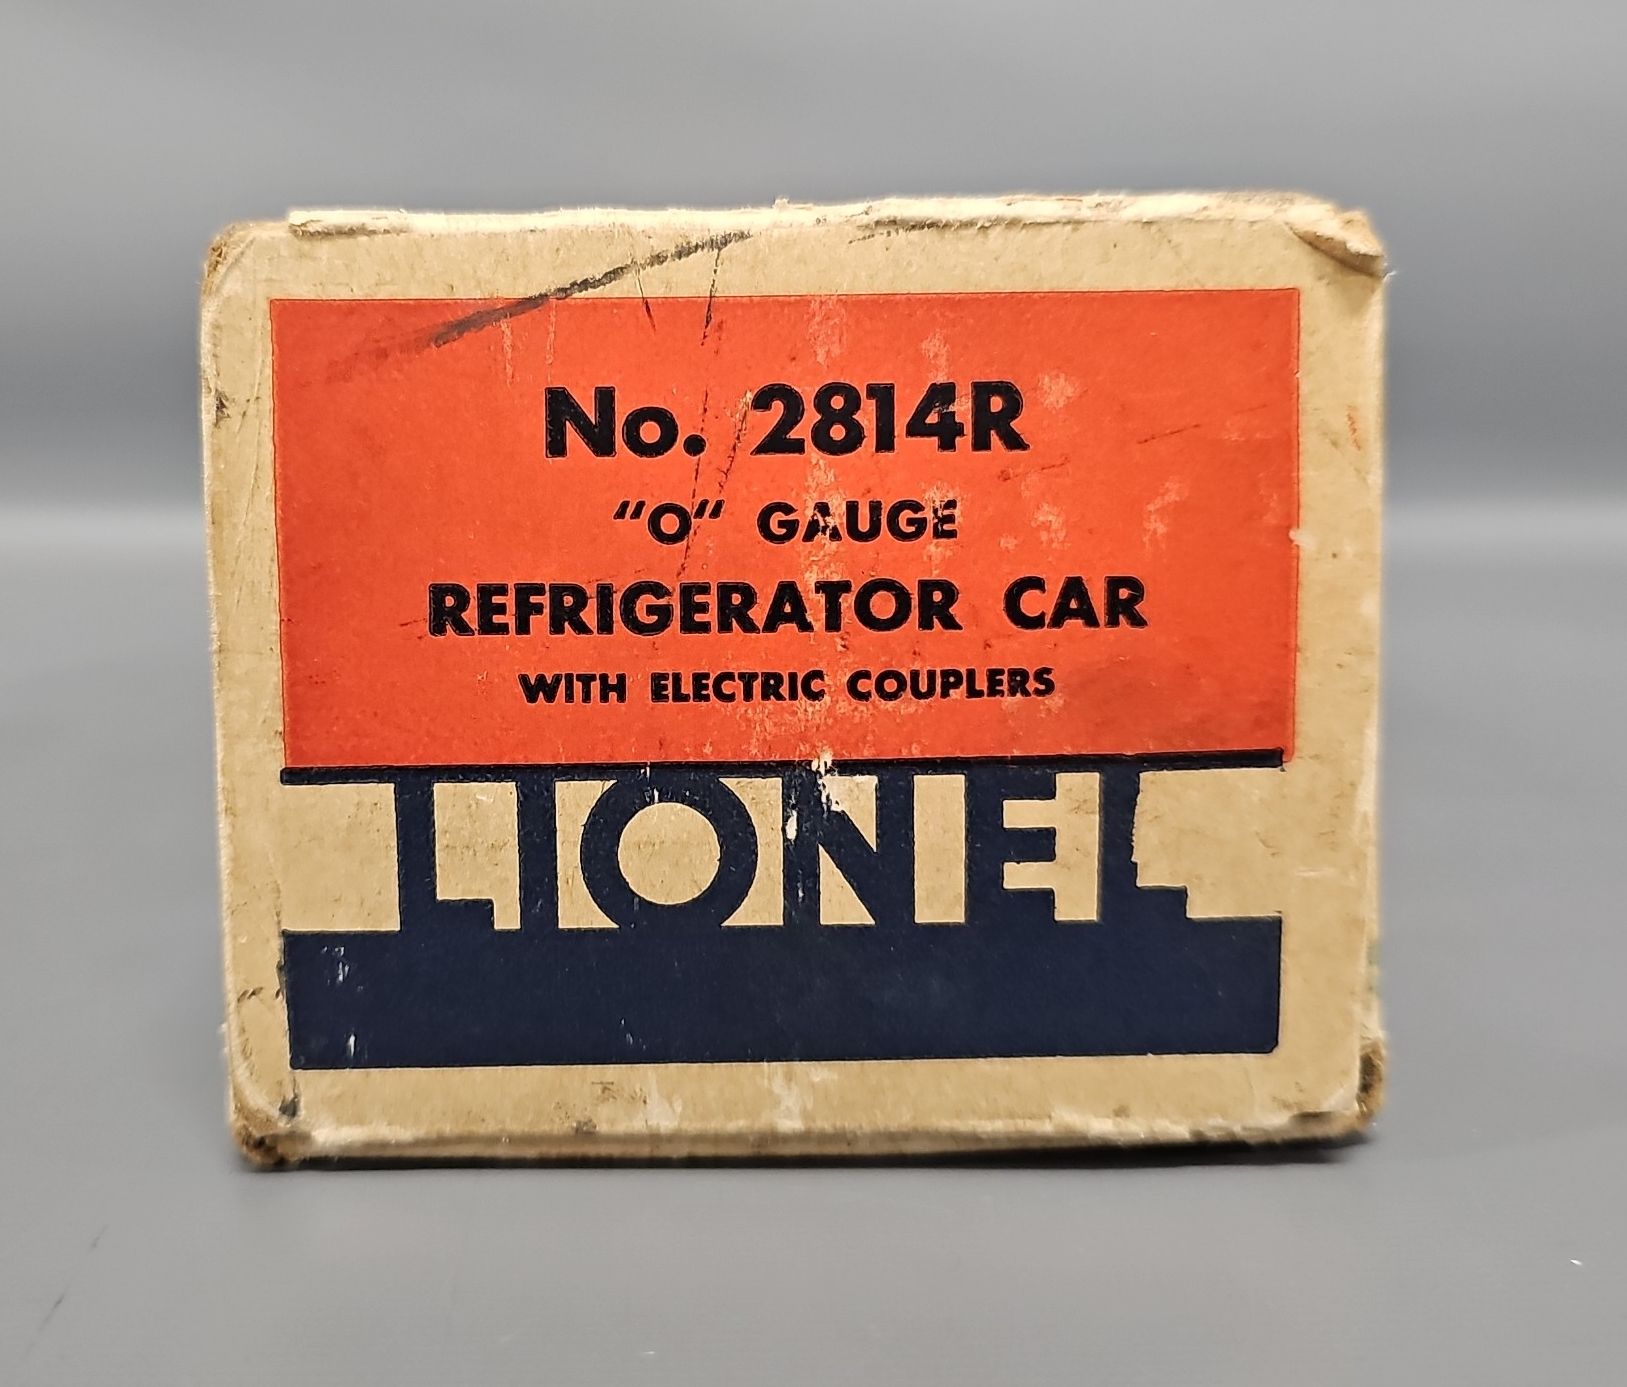 No. 2814R
"O" GAUGE
REFRIGERATOR CAR
WITH ELECTRIC COUPLERS
LIONEL